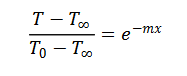 (T − T∞)/(T₀ − T∞) = e⁻ᵐˣ